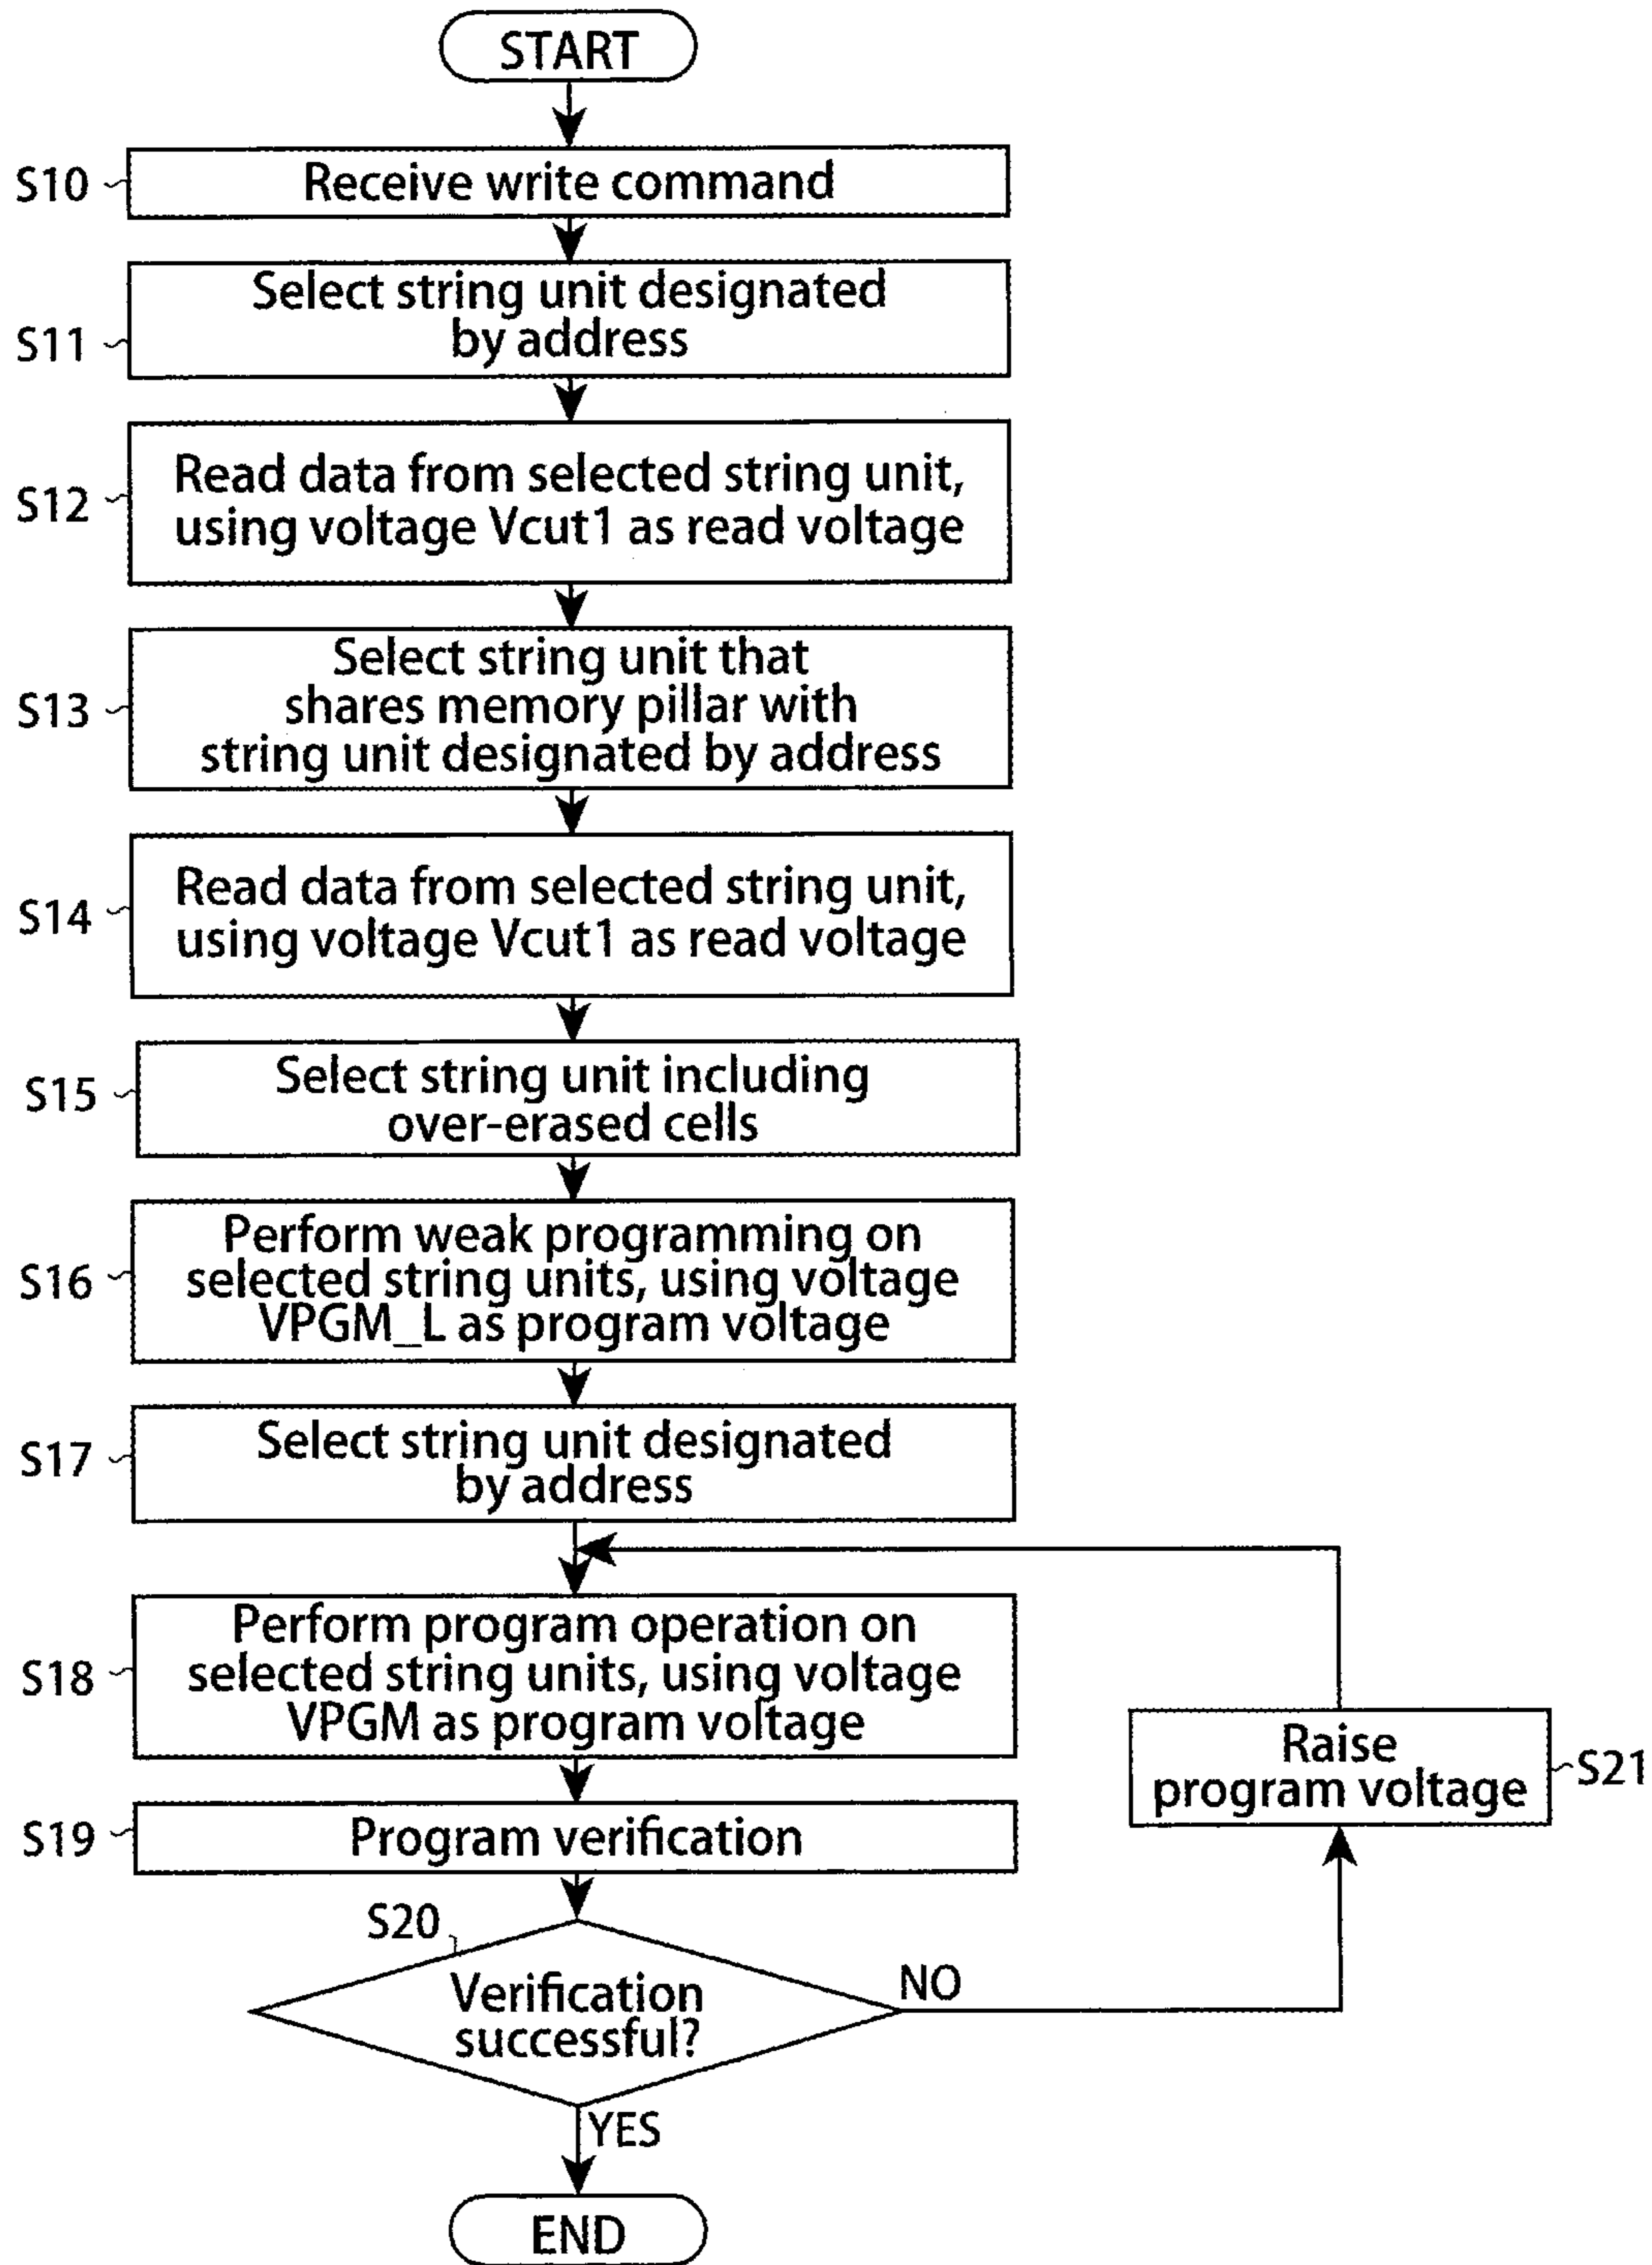 START
S10
Receive write command
S11
Select string unit designated
by address
S12
Read data from selected string unit,
using voltage Vcut1 as read voltage
S13
Select string unit that
shares memory pillar with
string unit designated by address
S14
Read data from selected string unit,
using voltage Vcut1 as read voltage
S15
Select string unit including
over-erased cells
S16
Perform weak programming on
selected string units, using voltage
VPGM_L as program voltage
S17
Select string unit designated
by address
S18
Perform program operation on
selected string units, using voltage
VPGM as program voltage
Raise
program voltage
S21
S19
Program verification
S20
Verification
successful?
NO
YES
END